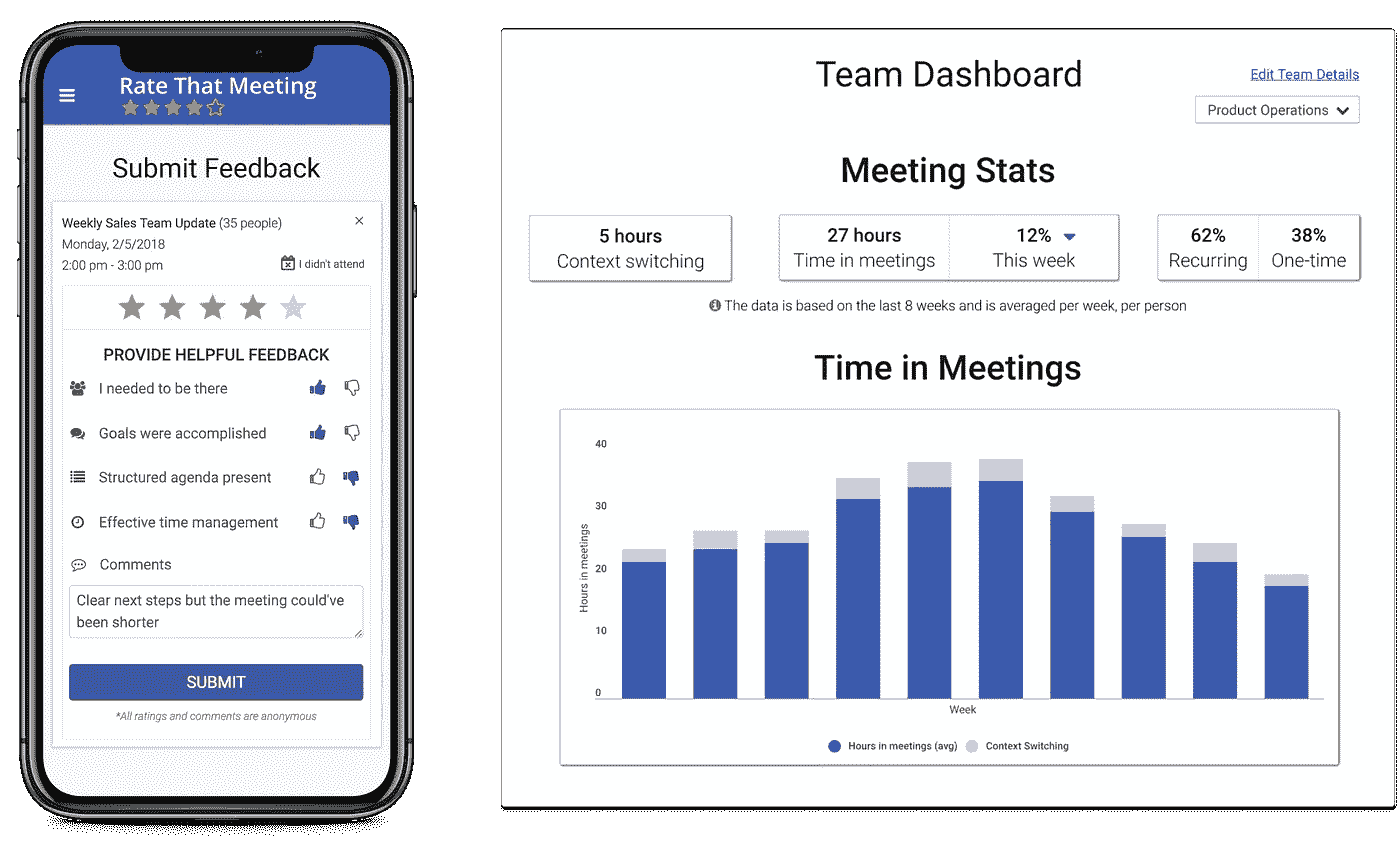 Rate That Meeting
Submit Feedback
Weekly Sales Team Update (35 people)
Monday, 2/5/2018
2:00 pm - 3:00 pm
I didn't attend
PROVIDE HELPFUL FEEDBACK
I needed to be there
Goals were accomplished
Structured agenda present
Effective time management
Comments
Clear next steps but the meeting could've
been shorter
SUBMIT
*All ratings and comments are anonymous
Team Dashboard
Edit Team Details
Product Operations
Meeting Stats
5 hours
Context switching
27 hours
Time in meetings
12%
This week
62%
Recurring
38%
One-time
The data is based on the last 8 weeks and is averaged per week, per person
Time in Meetings
40
30
20
10
0
Hours in meetings
Week
Hours in meetings (avg)
Context Switching